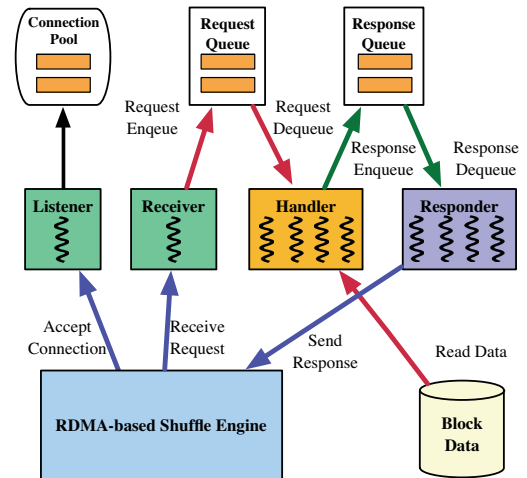 Connection
Pool
Request
Queue
Response
Queue
Request
Enqeue
Request
Dequeue
Response
Enqueue
Response
Dequeue
Listener
Receiver
Handler
Responder
Accept
Connection
Receive
Request
Send
Response
Read Data
RDMA-based Shuffle Engine
Block
Data